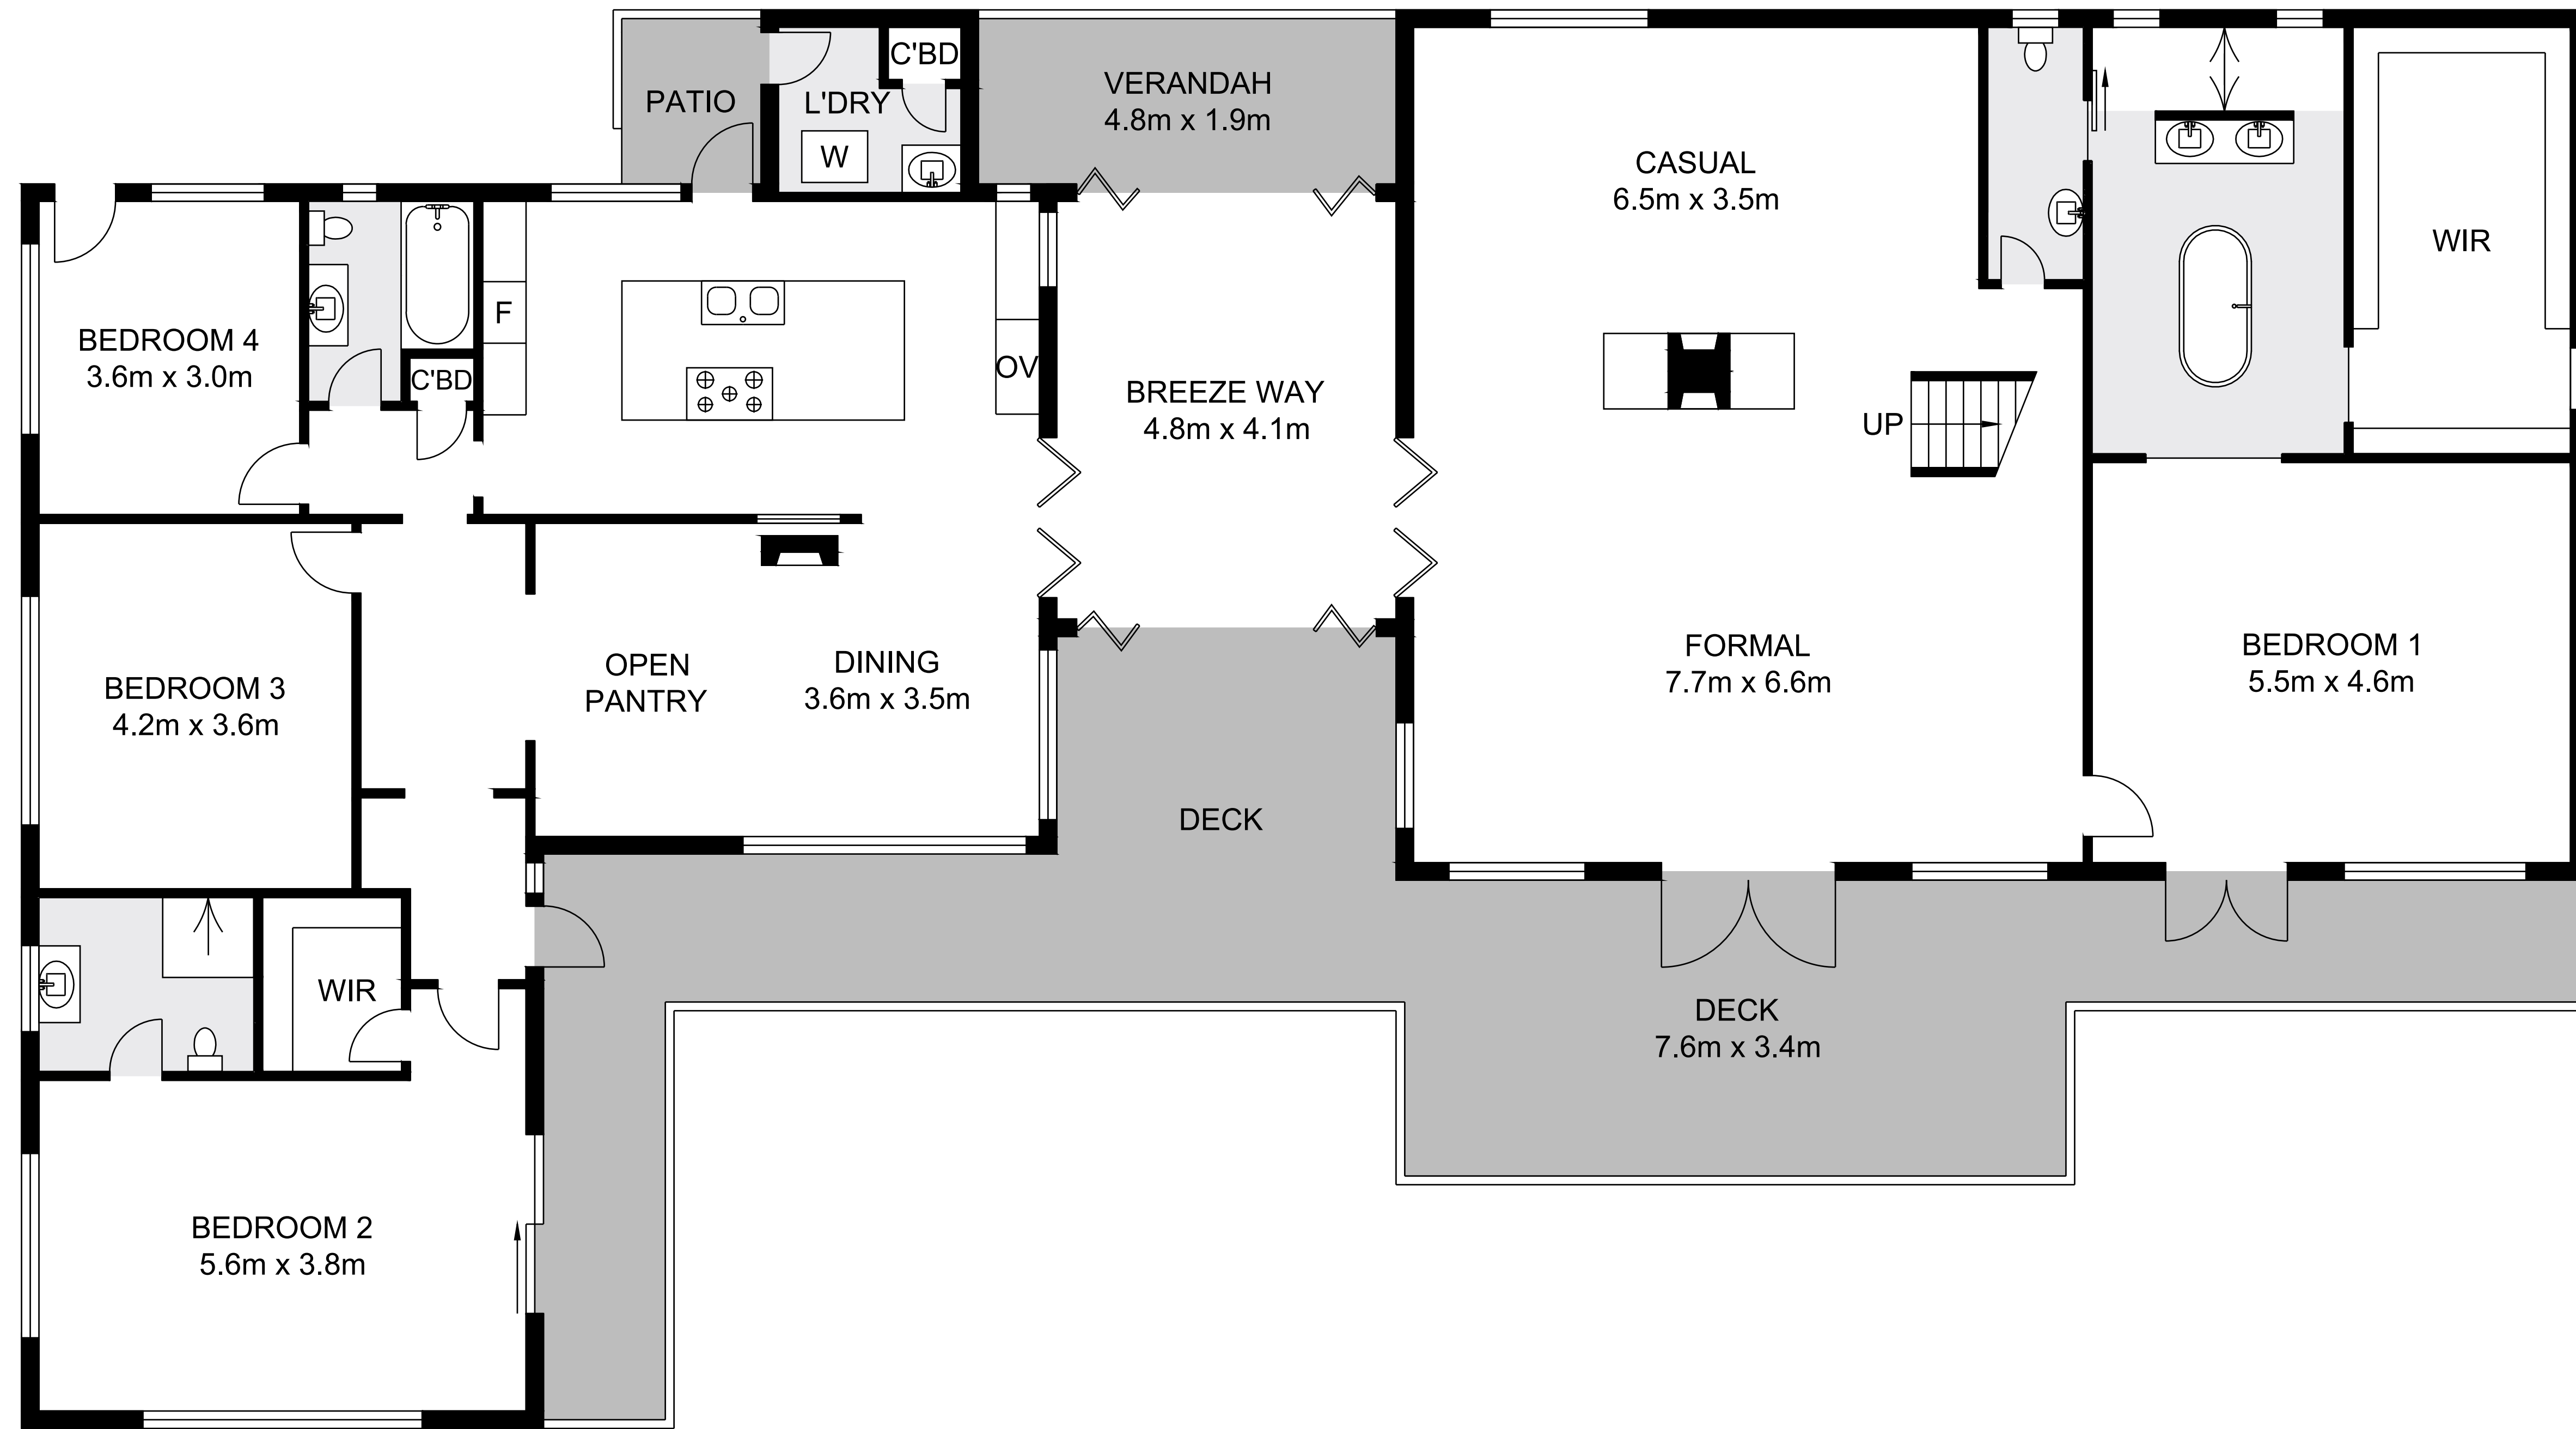 PATIO
L'DRY
C'BD
W
VERANDAH
4.8m x 1.9m
CASUAL
6.5m x 3.5m
WIR
BEDROOM 4
3.6m x 3.0m
C'BD
F
OV
BREEZE WAY
4.8m x 4.1m
UP
BEDROOM 3
4.2m x 3.6m
OPEN
PANTRY
DINING
3.6m x 3.5m
FORMAL
7.7m x 6.6m
BEDROOM 1
5.5m x 4.6m
DECK
WIR
DECK
7.6m x 3.4m
BEDROOM 2
5.6m x 3.8m